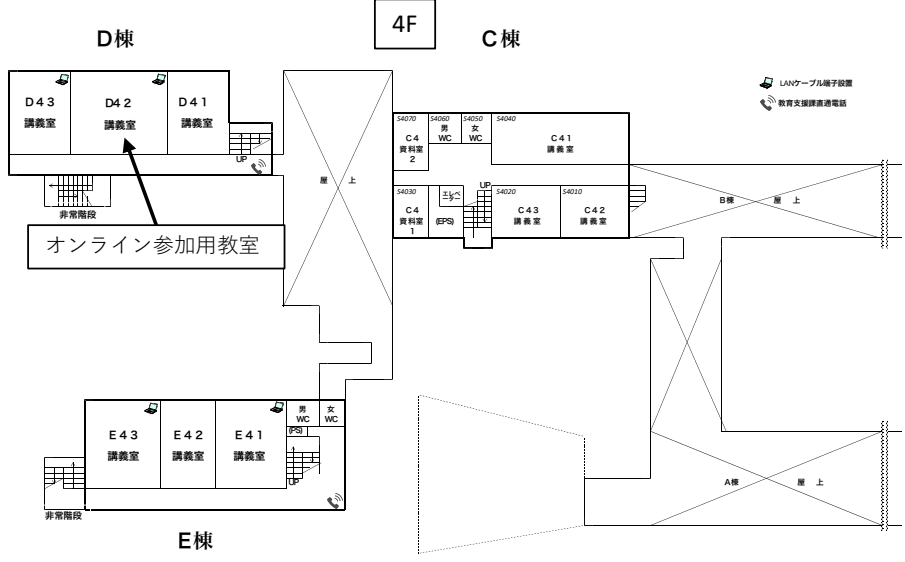 4F
D棟
C棟
LANケーブル端子設置
教育支援課直通電話
D43
講義室
D42
講義室
D41
講義室
UP
非常階段
オンライン参加用教室
屋 上
S4070
C4
資料室
2
S4060
男
WC
S4050
女
WC
S4040
C41
講義室
S4030
C4
資料室
1
エレベーター
(EPS)
UP
S4020
C43
講義室
S4010
C42
講義室
B棟 屋 上
E43
講義室
E42
講義室
E41
講義室
男
WC
女
WC
(PS)
UP
非常階段
E棟
A棟 屋 上